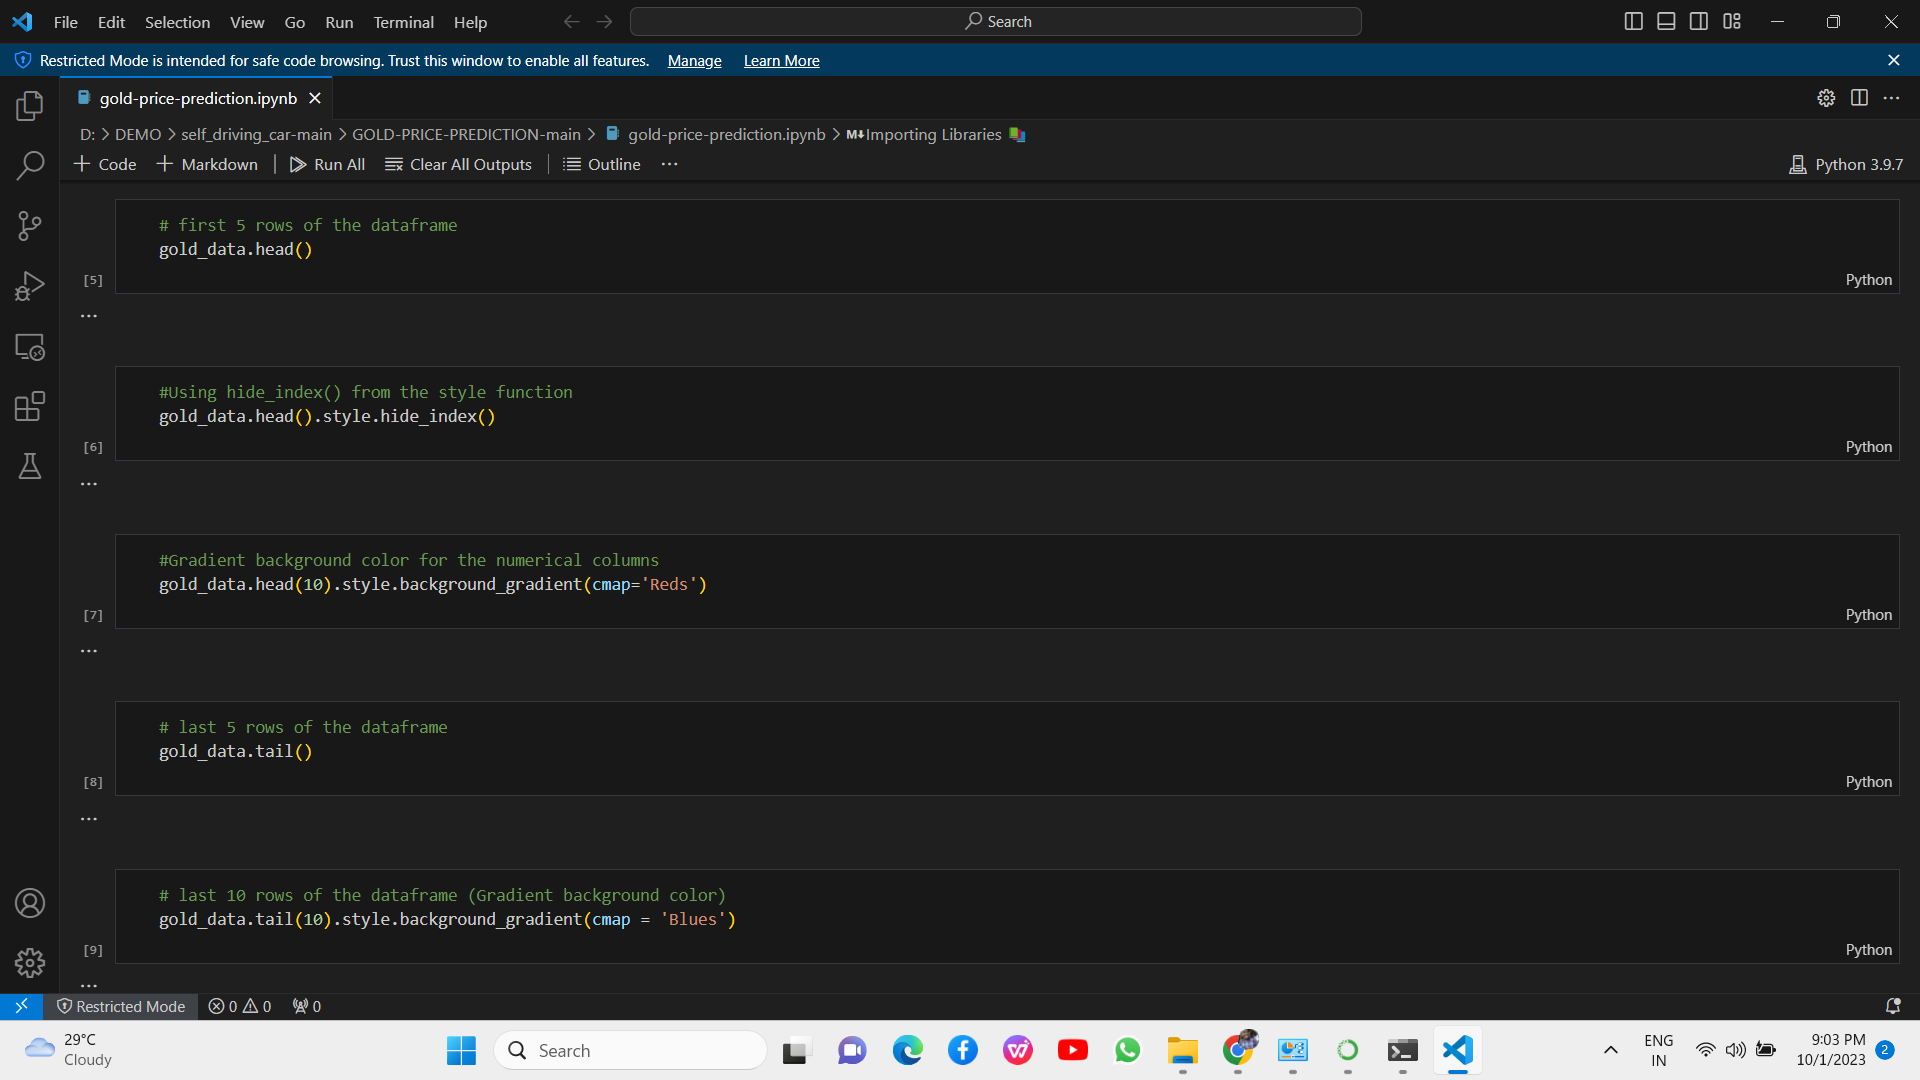 File Edit Selection View Go Run Terminal Help Search
Restricted Mode is intended for safe code browsing. Trust this window to enable all features. Manage Learn More
gold-price-prediction.ipynb
D: > DEMO > self_driving_car-main > GOLD-PRICE-PREDICTION-main > gold-price-prediction.ipynb > M↓Importing Libraries
+ Code + Markdown | Run All Clear All Outputs | Outline ... Python 3.9.7
# first 5 rows of the dataframe
gold_data.head()
[5] Python
...
#Using hide_index() from the style function
gold_data.head().style.hide_index()
[6] Python
...
#Gradient background color for the numerical columns
gold_data.head(10).style.background_gradient(cmap='Reds')
[7] Python
...
# last 5 rows of the dataframe
gold_data.tail()
[8] Python
...
# last 10 rows of the dataframe (Gradient background color)
gold_data.tail(10).style.background_gradient(cmap = 'Blues')
[9] Python
...
Restricted Mode 0 0 0
29°C
Cloudy
Search
ENG
IN
9:03 PM
10/1/2023
2